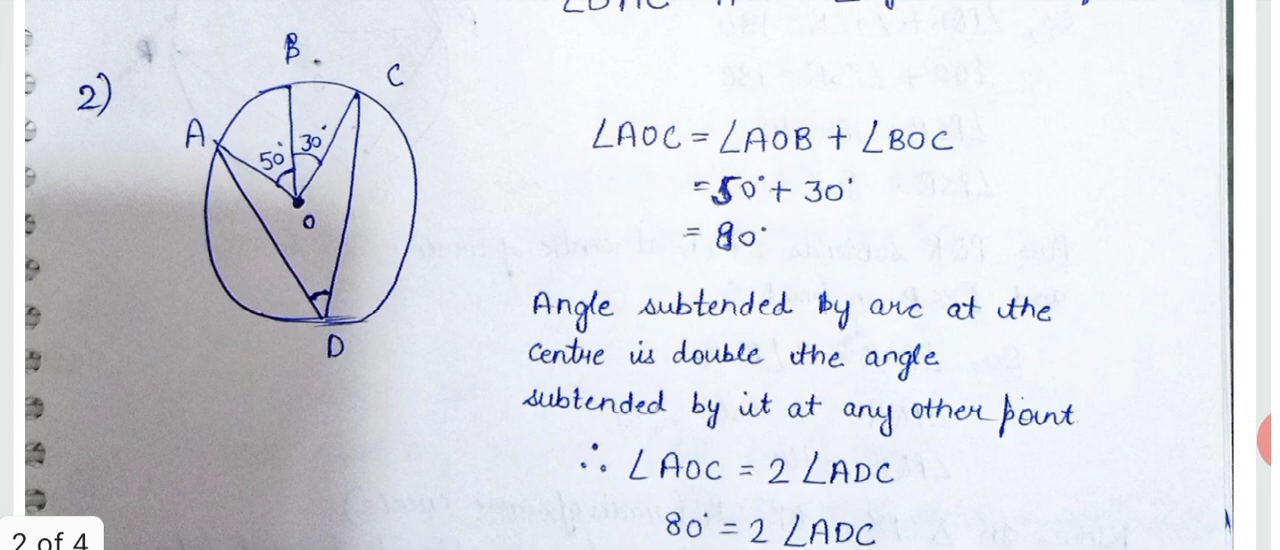 2)
B.
C
A
50°
30°
O
D
∠AOC = ∠AOB + ∠BOC
= 50° + 30°
= 80°
Angle subtended by arc at the
centre is double the angle
subtended by it at any other point
∴ ∠AOC = 2 ∠ADC
80° = 2 ∠ADC
2 of 4